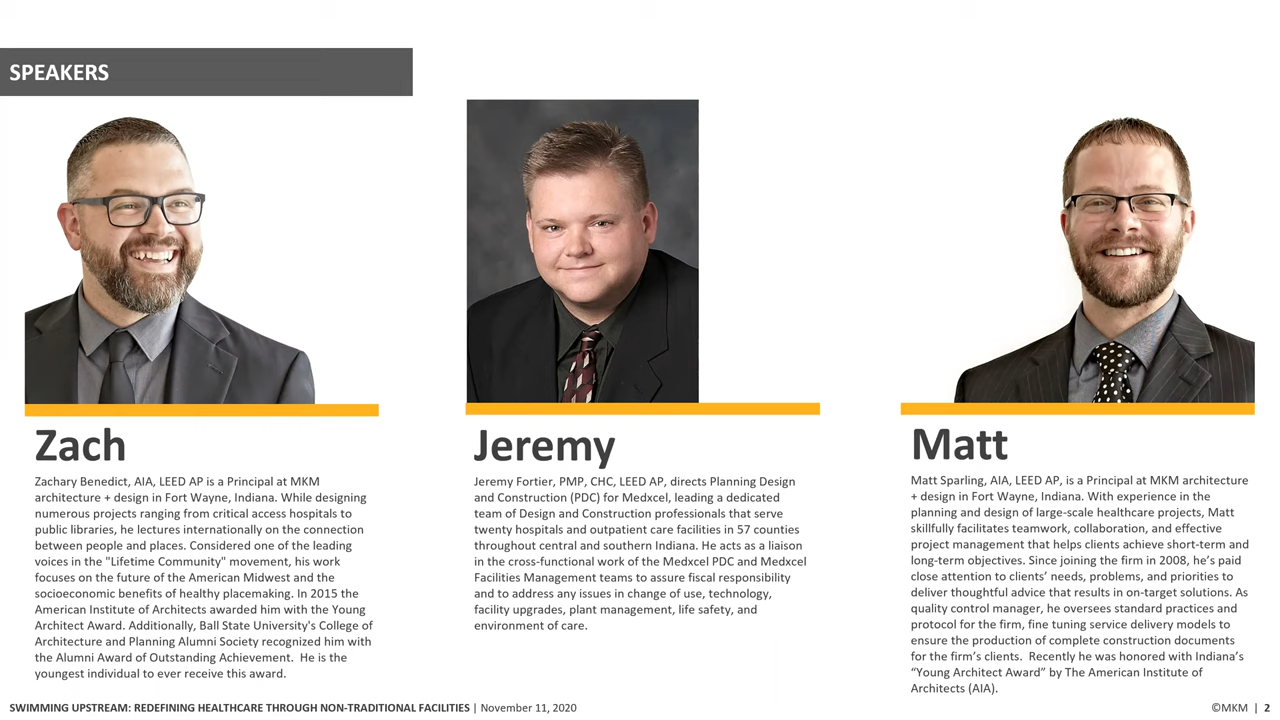 SPEAKERS
Zach
Zachary Benedict, AIA, LEED AP is a Principal at MKM
architecture + design in Fort Wayne, Indiana. While designing
numerous projects ranging from critical access hospitals to
public libraries, he lectures internationally on the connection
between people and places. Considered one of the leading
voices in the "Lifetime Community" movement, his work
focuses on the future of the American Midwest and the
socioeconomic benefits of healthy placemaking. In 2015 the
American Institute of Architects awarded him with the Young
Architect Award. Additionally, Ball State University's College of
Architecture and Planning Alumni Society recognized him with
the Alumni Award of Outstanding Achievement. He is the
youngest individual to ever receive this award.
Jeremy
Jeremy Fortier, PMP, CHC, LEED AP, directs Planning Design
and Construction (PDC) for Medxcel, leading a dedicated
team of Design and Construction professionals that serve
twenty hospitals and outpatient care facilities in 57 counties
throughout central and southern Indiana. He acts as a liaison
in the cross-functional work of the Medxcel PDC and Medxcel
Facilities Management teams to assure fiscal responsibility
and to address any issues in change of use, technology,
facility upgrades, plant management, life safety, and
environment of care.
Matt
Matt Sparling, AIA, LEED AP, is a Principal at MKM architecture
+ design in Fort Wayne, Indiana. With experience in the
planning and design of large-scale healthcare projects, Matt
skillfully facilitates teamwork, collaboration, and effective
project management that helps clients achieve short-term and
long-term objectives. Since joining the firm in 2008, he's paid
close attention to clients' needs, problems, and priorities to
deliver thoughtful advice that results in on-target solutions. As
quality control manager, he oversees standard practices and
protocol for the firm, fine tuning service delivery models to
ensure the production of complete construction documents
for the firm's clients. Recently he was honored with Indiana's
“Young Architect Award” by The American Institute of
Architects (AIA).
SWIMMING UPSTREAM: REDEFINING HEALTHCARE THROUGH NON-TRADITIONAL FACILITIES | November 11, 2020
©MKM | 2